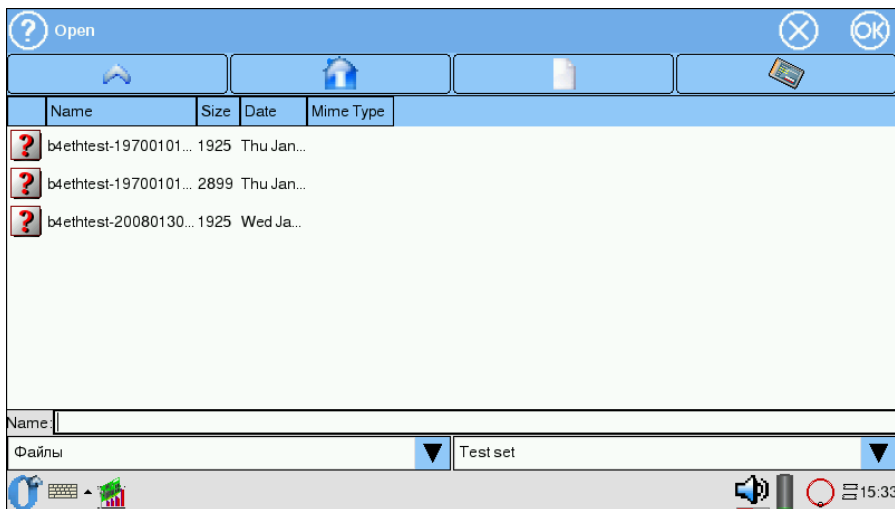 Open
OK
Name Size Date Mime Type
b4ethtest-19700101... 1925 Thu Jan...
b4ethtest-19700101... 2899 Thu Jan...
b4ethtest-20080130... 1925 Wed Ja...
Name:
Файлы Test set
15:33